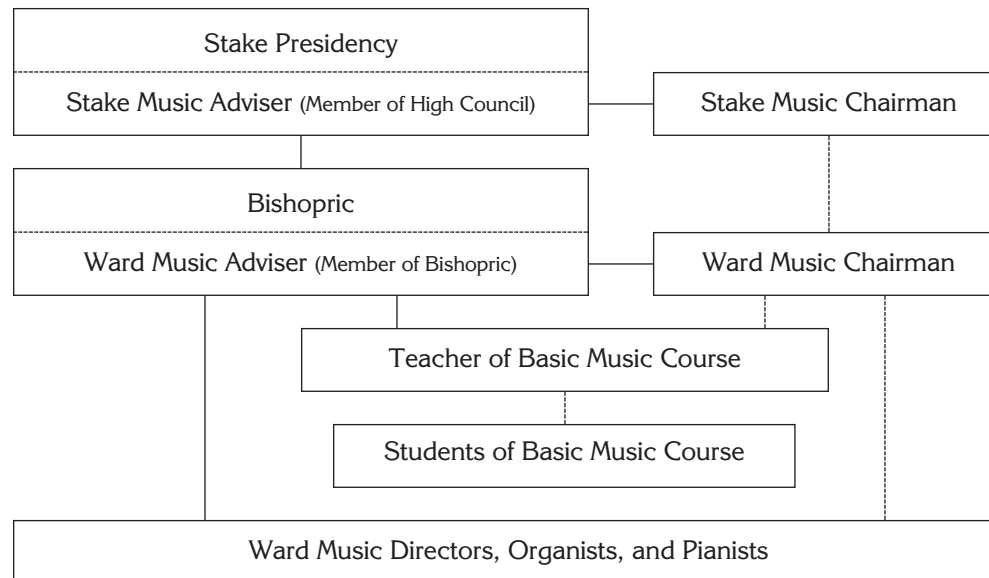 Stake Presidency
Stake Music Adviser (Member of High Council)
Stake Music Chairman
Bishopric
Ward Music Adviser (Member of Bishopric)
Ward Music Chairman
Teacher of Basic Music Course
Students of Basic Music Course
Ward Music Directors, Organists, and Pianists